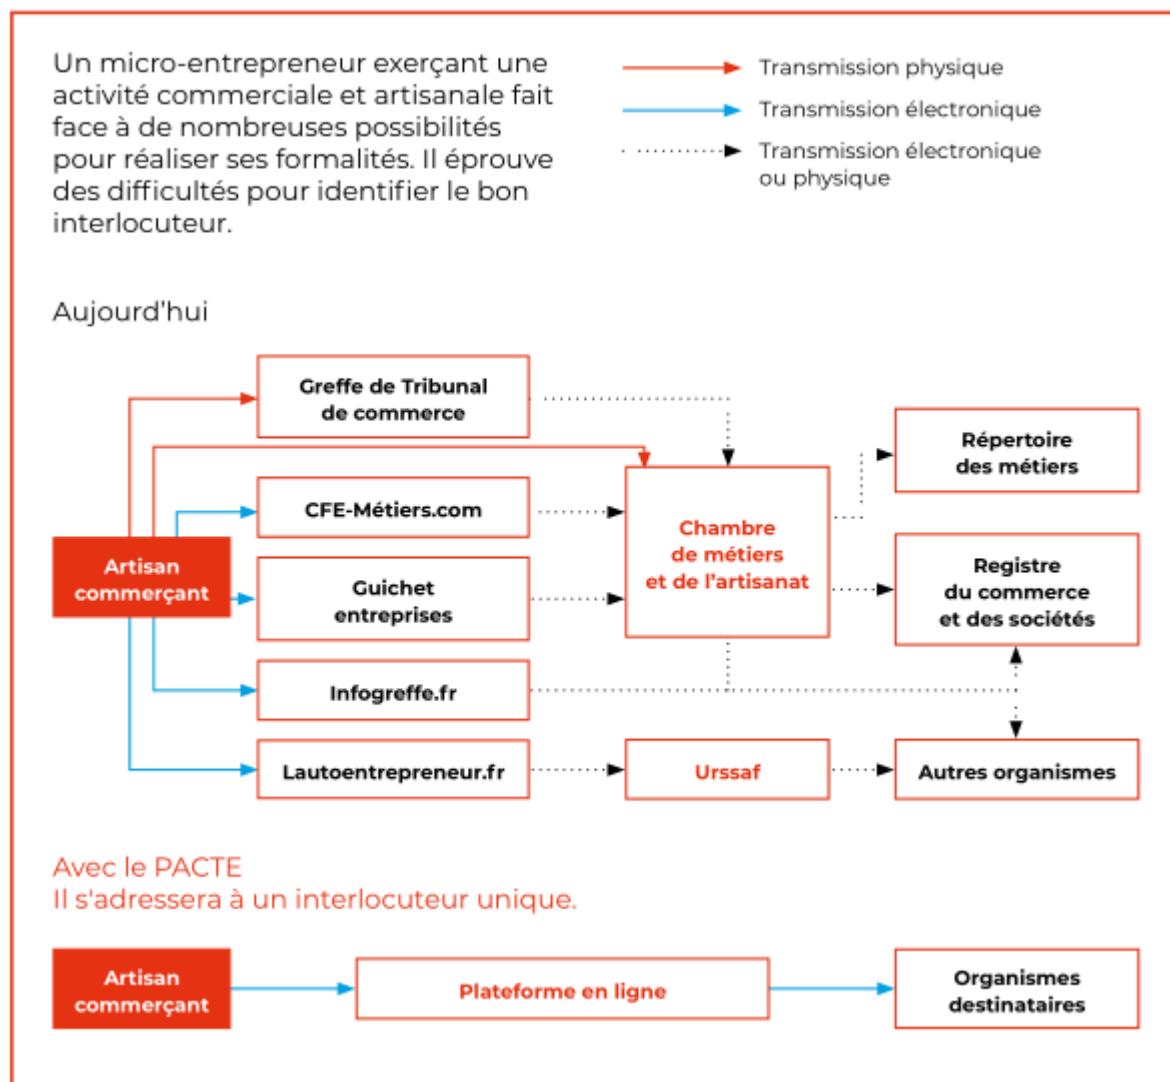 Un micro-entrepreneur exerçant une
activité commerciale et artisanale fait
face à de nombreuses possibilités
pour réaliser ses formalités. Il éprouve
des difficultés pour identifier le bon
interlocuteur.
Transmission physique
Transmission électronique
Transmission électronique
ou physique
Aujourd'hui
Greffe de Tribunal
de commerce
Répertoire
des métiers
CFE-Métiers.com
Chambre
de métiers
et de l'artisanat
Artisan
commerçant
Guichet
entreprises
Registre
du commerce
et des sociétés
Infogreffe.fr
Lautoentrepreneur.fr
Urssaf
Autres organismes
Avec le PACTE
Il s'adressera à un interlocuteur unique.
Artisan
commerçant
Plateforme en ligne
Organismes
destinataires